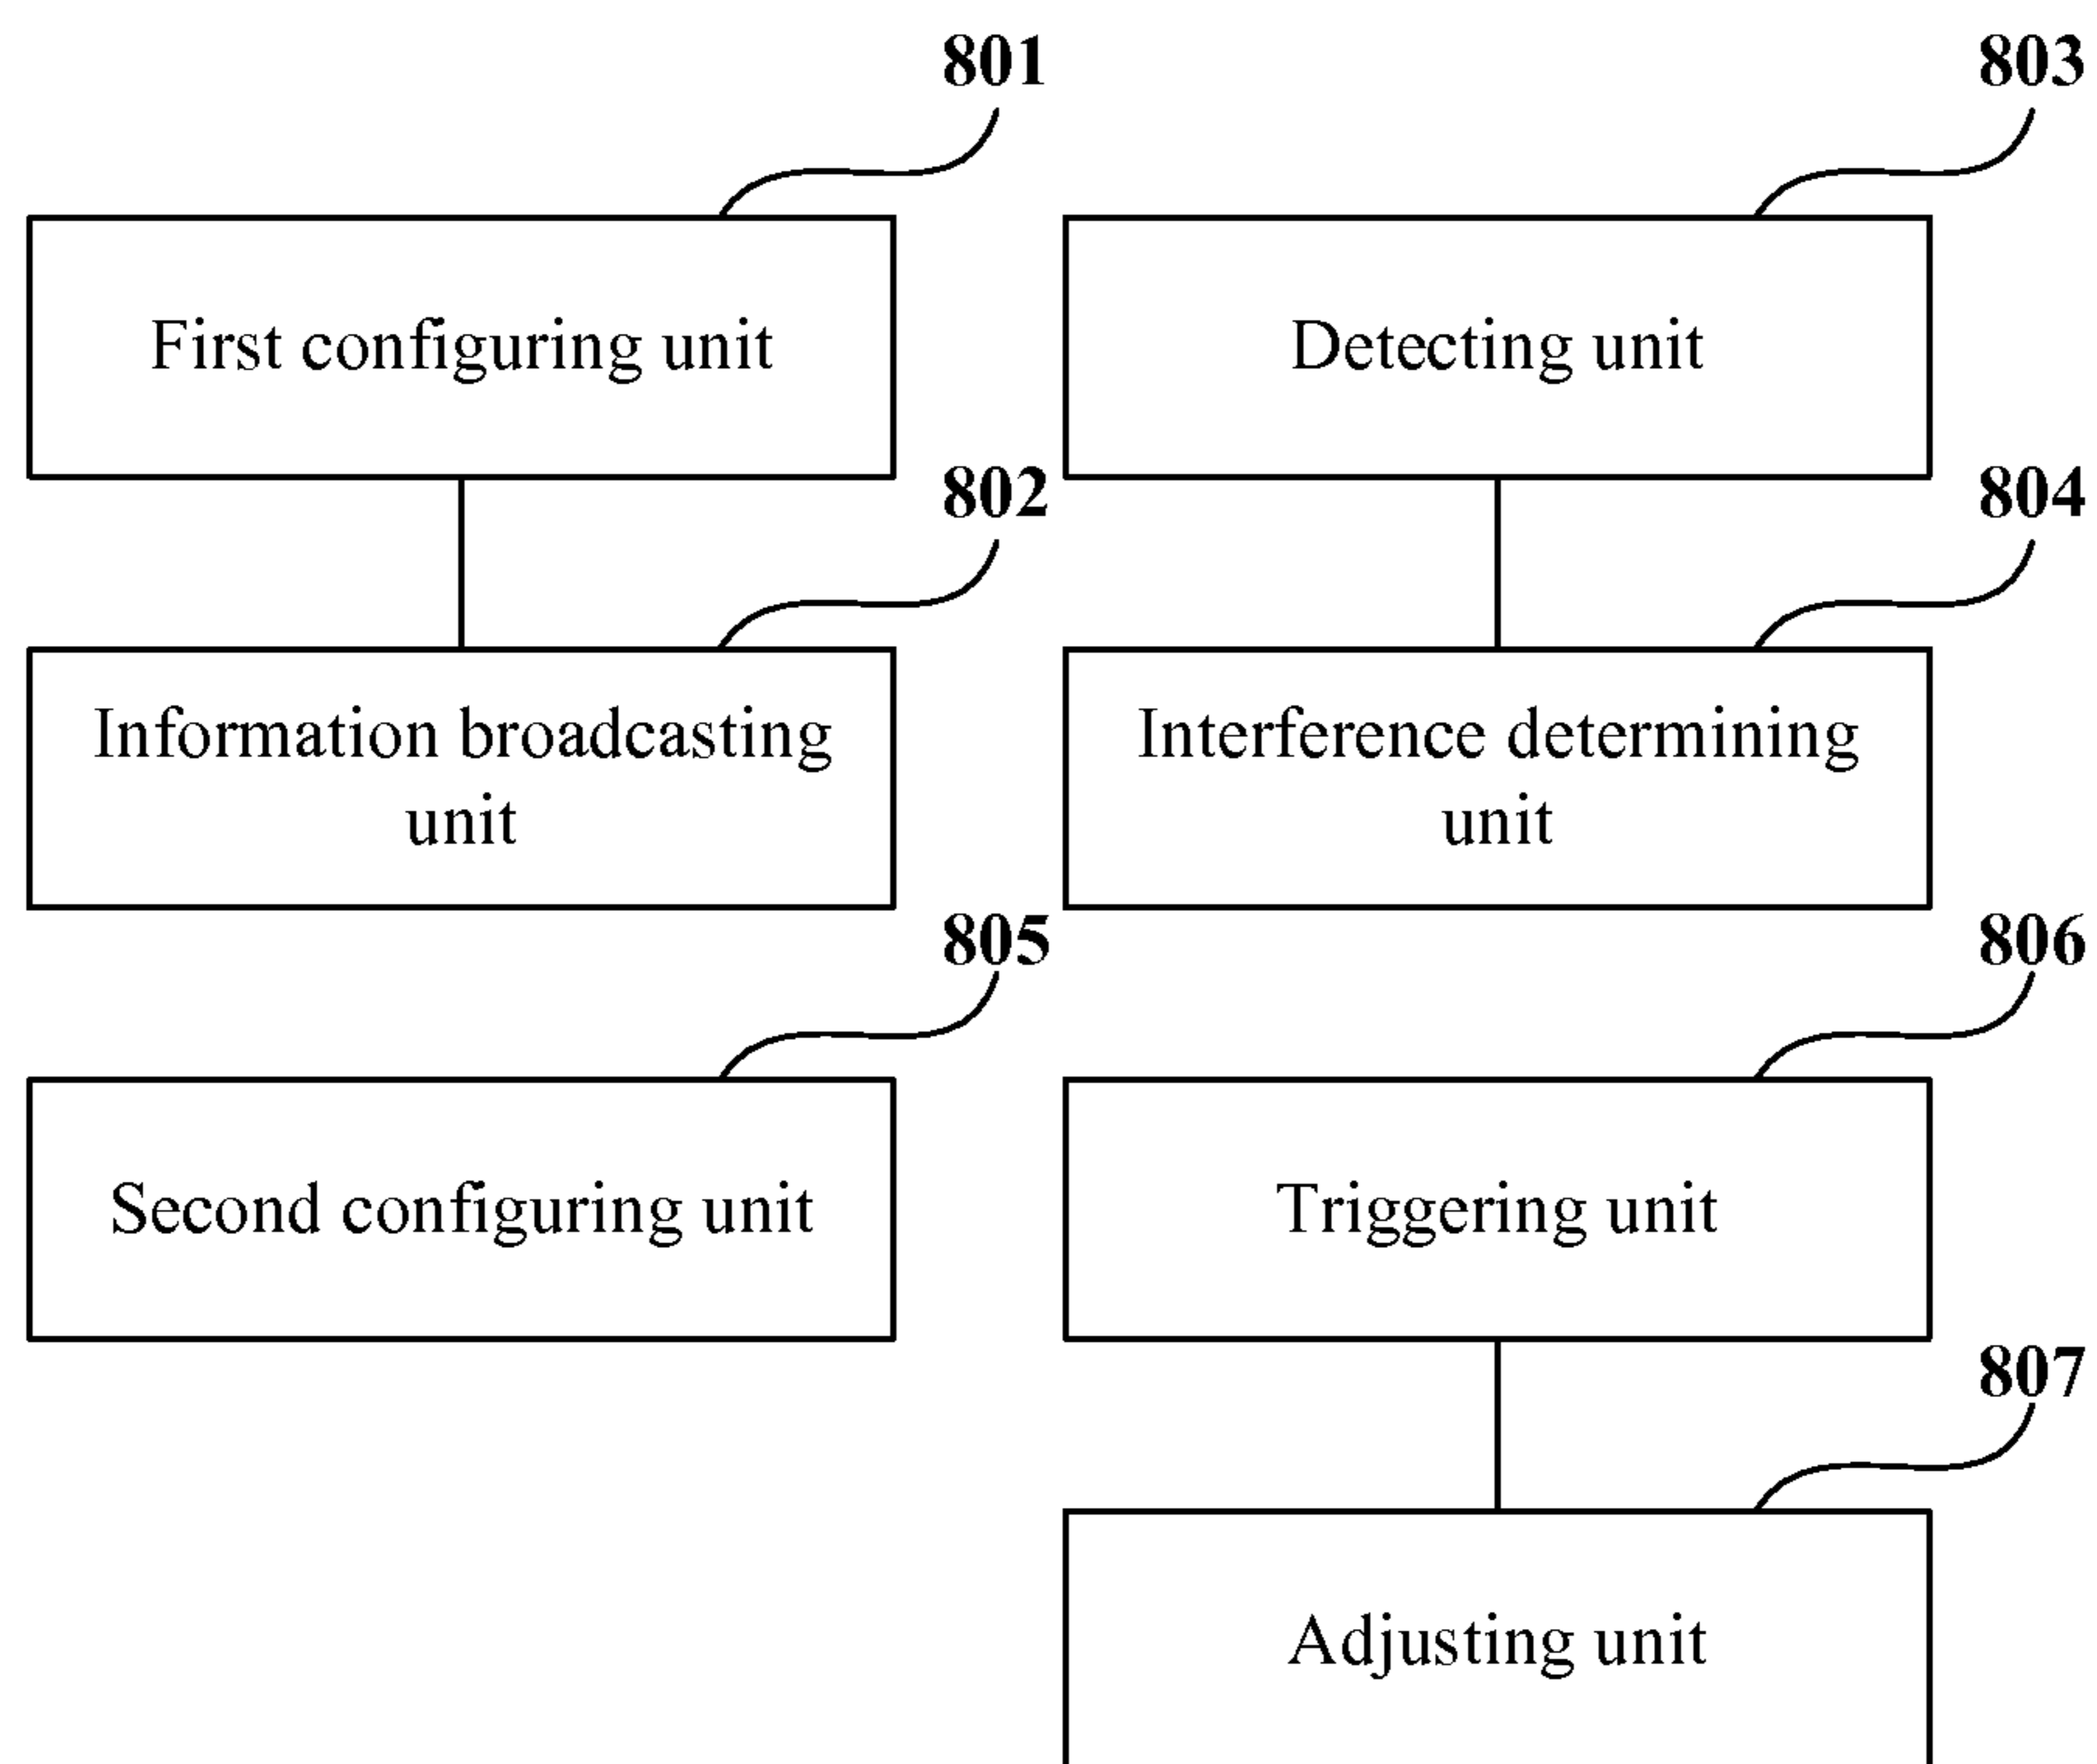 801
803
First configuring unit
Detecting unit
802
804
Information broadcasting
unit
Interference determining
unit
805
806
Second configuring unit
Triggering unit
807
Adjusting unit